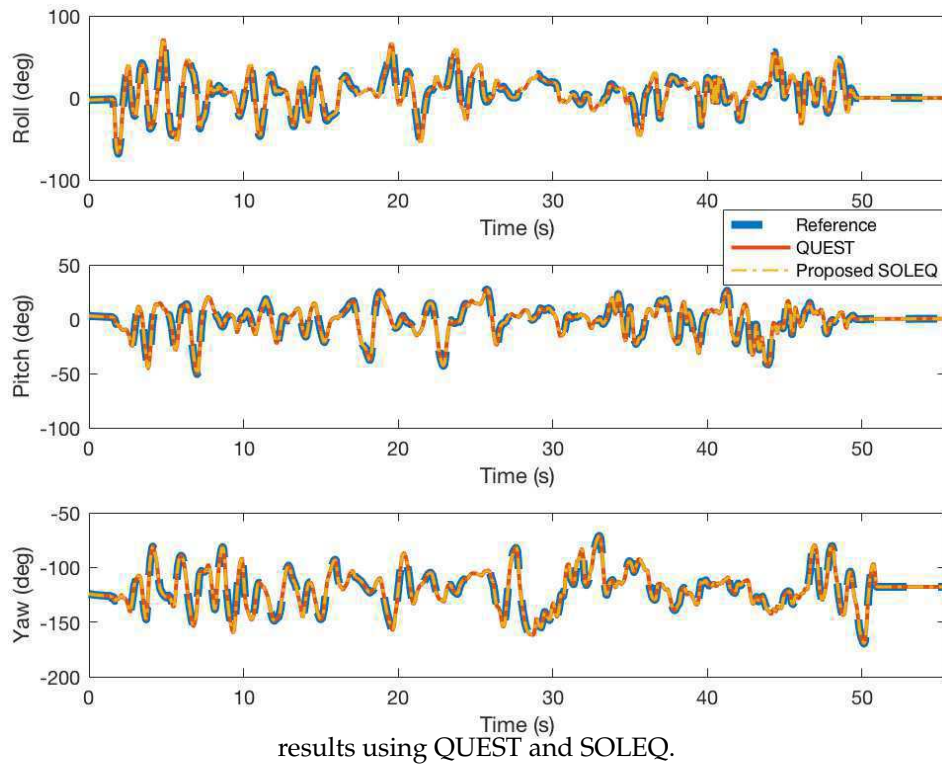 100
0
-100
Roll (deg)
0 10 20 30 40 50
Time (s)
Reference
QUEST
Proposed SOLEQ
50
0
-50
-100
Pitch (deg)
0 10 20 30 40 50
Time (s)
-50
-100
-150
-200
Yaw (deg)
0 10 20 30 40 50
Time (s)
results using QUEST and SOLEQ.